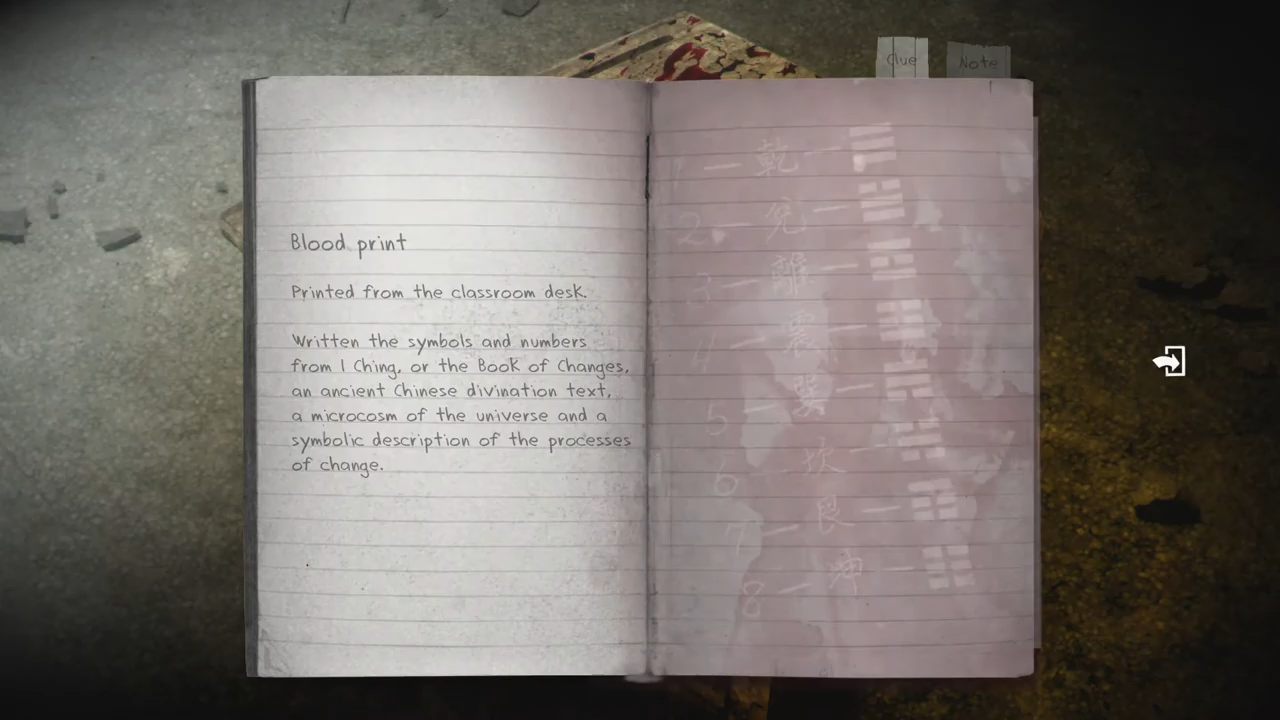 Clue
Note
Blood print
Printed from the classroom desk.
Written the symbols and numbers
from I Ching, or the Book of Changes,
an ancient Chinese divination text,
a microcosm of the universe and a
symbolic description of the processes
of change.
1 — 乾 — ☰
2 — 兌 — ☱
3 — 離 — ☲
4 — 震 — ☳
5 — 巽 — ☴
6 坎 — ☵
7 — 艮 — ☶
8 — 坤 — ☷